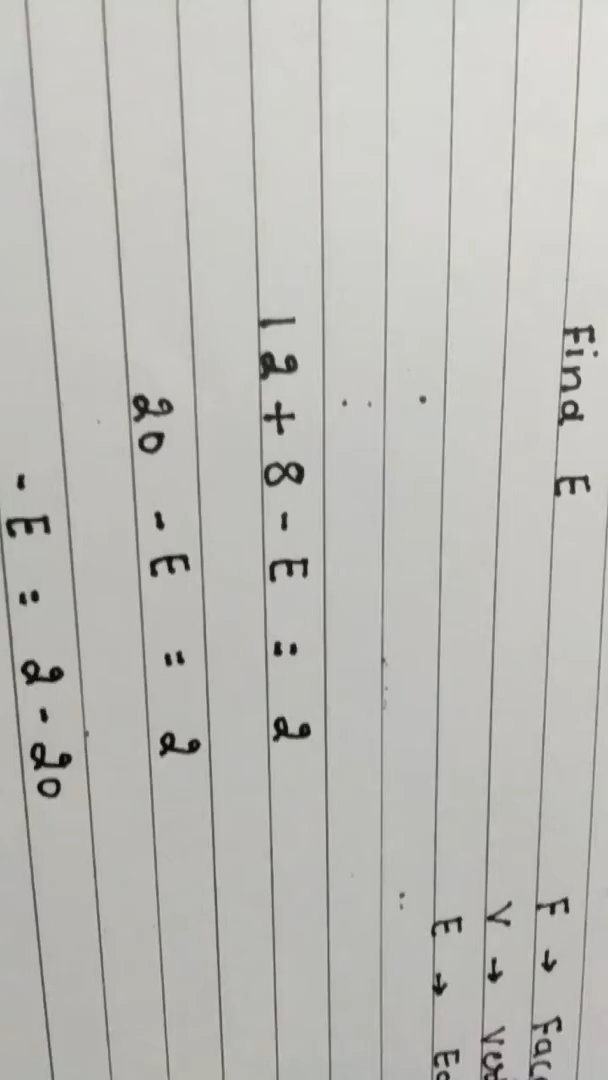 Find E
F → Fac
V → Ver
E → Ed
12 + 8 - E = 2
20 - E = 2
- E = 2 - 20